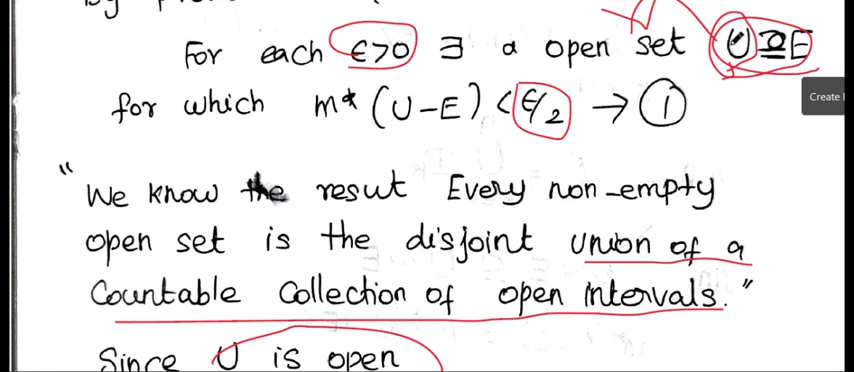 For each ϵ>0 ∃ a open set U⊇E
for which m* (U-E) < ϵ/2 → ①
Create
"We know the resut Every non-empty
open set is the disjoint union of a
Countable Collection of open intervals."
Since U is open